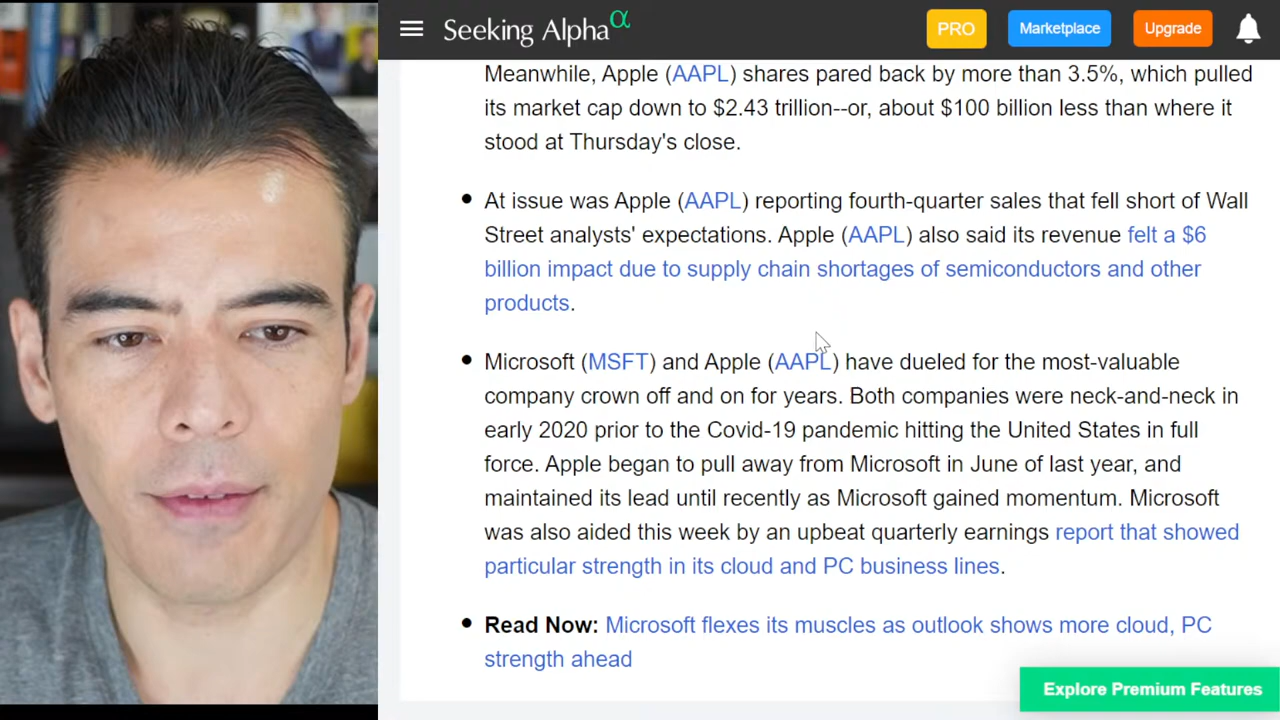 Seeking Alpha α
PRO
Marketplace
Upgrade
Meanwhile, Apple (AAPL) shares pared back by more than 3.5%, which pulled
its market cap down to $2.43 trillion--or, about $100 billion less than where it
stood at Thursday's close.
At issue was Apple (AAPL) reporting fourth-quarter sales that fell short of Wall
Street analysts' expectations. Apple (AAPL) also said its revenue felt a $6
billion impact due to supply chain shortages of semiconductors and other
products.
Microsoft (MSFT) and Apple (AAPL) have dueled for the most-valuable
company crown off and on for years. Both companies were neck-and-neck in
early 2020 prior to the Covid-19 pandemic hitting the United States in full
force. Apple began to pull away from Microsoft in June of last year, and
maintained its lead until recently as Microsoft gained momentum. Microsoft
was also aided this week by an upbeat quarterly earnings report that showed
particular strength in its cloud and PC business lines.
Read Now: Microsoft flexes its muscles as outlook shows more cloud, PC
strength ahead
Explore Premium Features